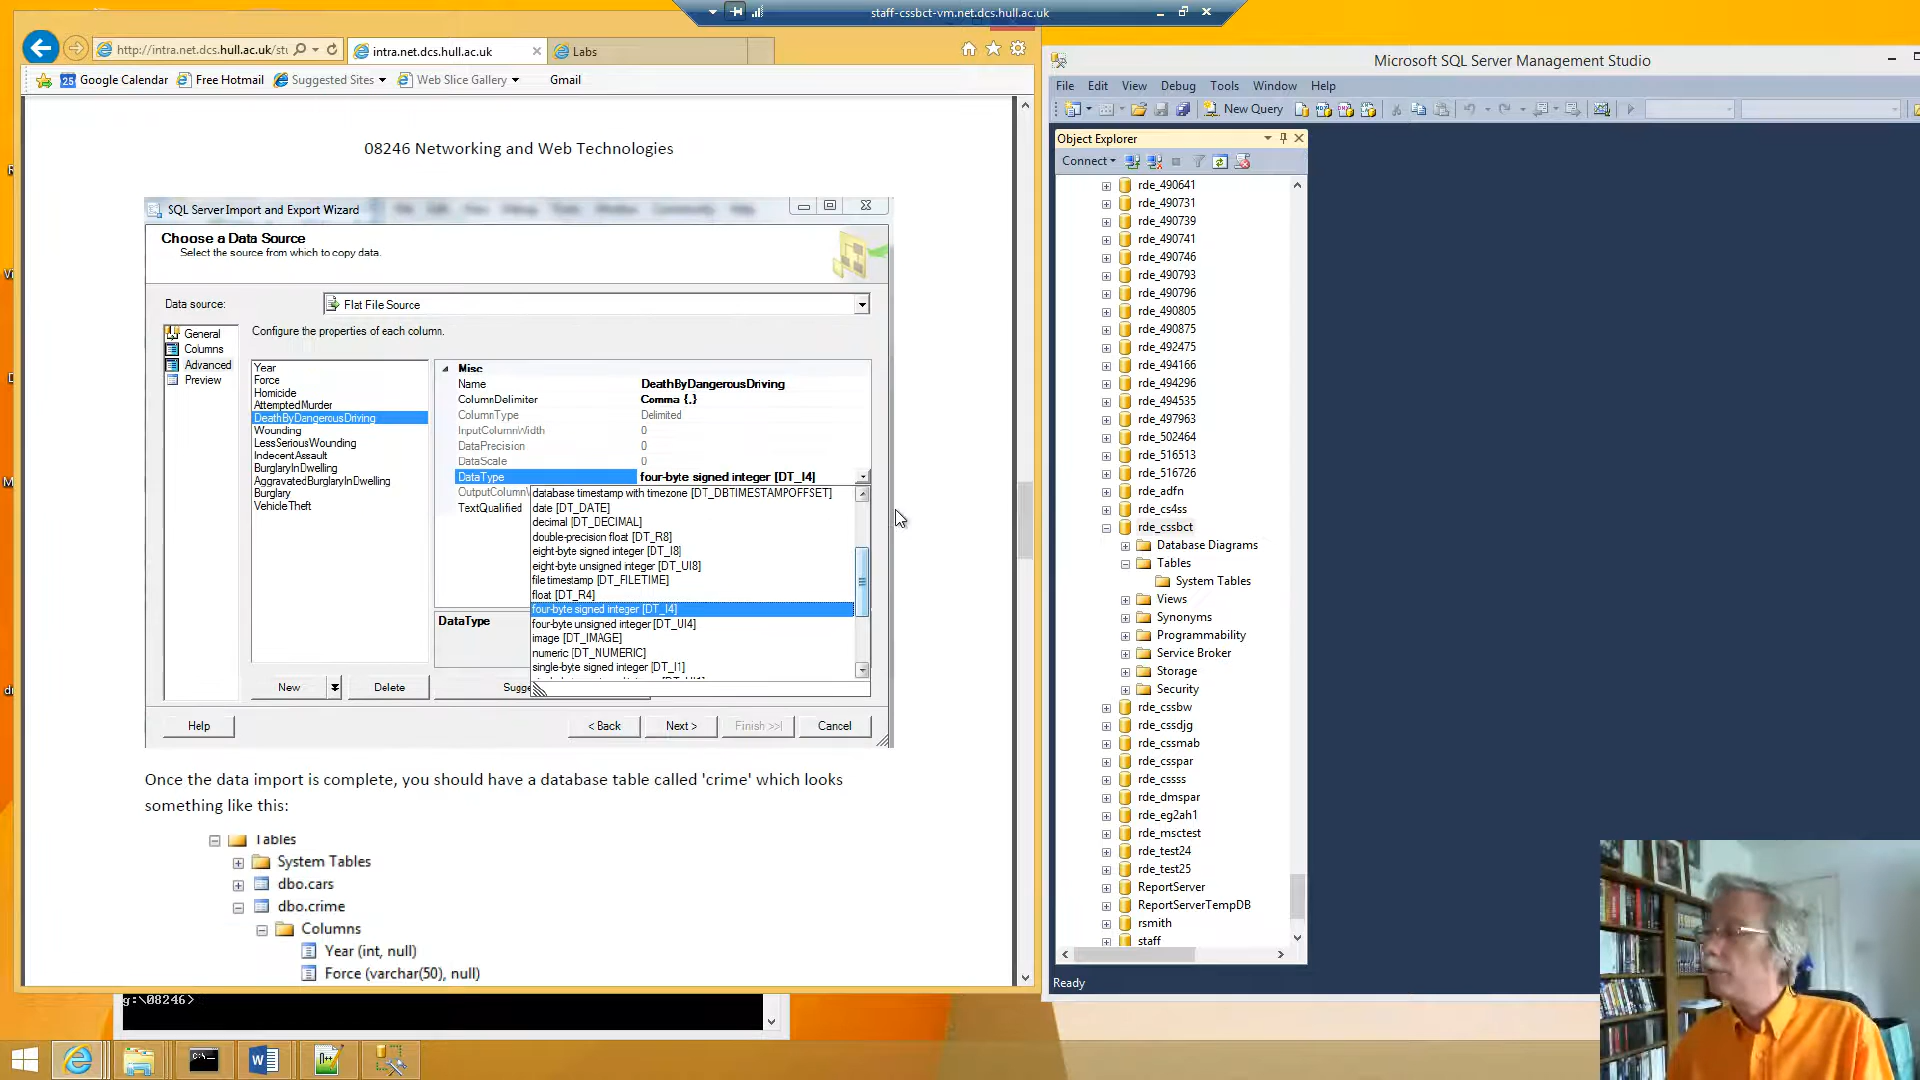 staff-cssbct-vm.net.dcs.hull.ac.uk
http://intra.net.dcs.hull.ac.uk/stu
intra.net.dcs.hull.ac.uk
Labs
Google Calendar
Free Hotmail
Suggested Sites
Web Slice Gallery
Gmail
08246 Networking and Web Technologies
SQL Server Import and Export Wizard
Choose a Data Source
Select the source from which to copy data.
Data source:
Flat File Source
General
Columns
Advanced
Preview
Configure the properties of each column.
Year
Force
Homicide
AttemptedMurder
DeathByDangerousDriving
Wounding
LessSeriousWounding
IndecentAssault
BurglaryInDwelling
AggravatedBurglaryInDwelling
Burglary
VehicleTheft
Misc
Name DeathByDangerousDriving
ColumnDelimiter Comma {,}
ColumnType Delimited
InputColumnWidth 0
DataPrecision 0
DataScale 0
DataType four-byte signed integer [DT_I4]
OutputColumnW
TextQualified
database timestamp with timezone [DT_DBTIMESTAMPOFFSET]
date [DT_DATE]
decimal [DT_DECIMAL]
double-precision float [DT_R8]
eight-byte signed integer [DT_I8]
eight-byte unsigned integer [DT_UI8]
file timestamp [DT_FILETIME]
float [DT_R4]
four-byte signed integer [DT_I4]
four-byte unsigned integer [DT_UI4]
image [DT_IMAGE]
numeric [DT_NUMERIC]
single-byte signed integer [DT_I1]
DataType
New
Delete
Sugge
Help
< Back
Next >
Finish >>|
Cancel
Once the data import is complete, you should have a database table called 'crime' which looks
something like this:
Tables
System Tables
dbo.cars
dbo.crime
Columns
Year (int, null)
Force (varchar(50), null)
g:\08246>
Microsoft SQL Server Management Studio
File Edit View Debug Tools Window Help
New Query
Object Explorer
Connect
rde_490641
rde_490731
rde_490739
rde_490741
rde_490746
rde_490793
rde_490796
rde_490805
rde_490875
rde_492475
rde_494166
rde_494296
rde_494535
rde_497963
rde_502464
rde_516513
rde_516726
rde_adfn
rde_cs4ss
rde_cssbct
Database Diagrams
Tables
System Tables
Views
Synonyms
Programmability
Service Broker
Storage
Security
rde_cssbw
rde_cssdjg
rde_cssmab
rde_csspar
rde_cssss
rde_dmspar
rde_eg2ah1
rde_msctest
rde_test24
rde_test25
ReportServer
ReportServerTempDB
rsmith
staff
Ready